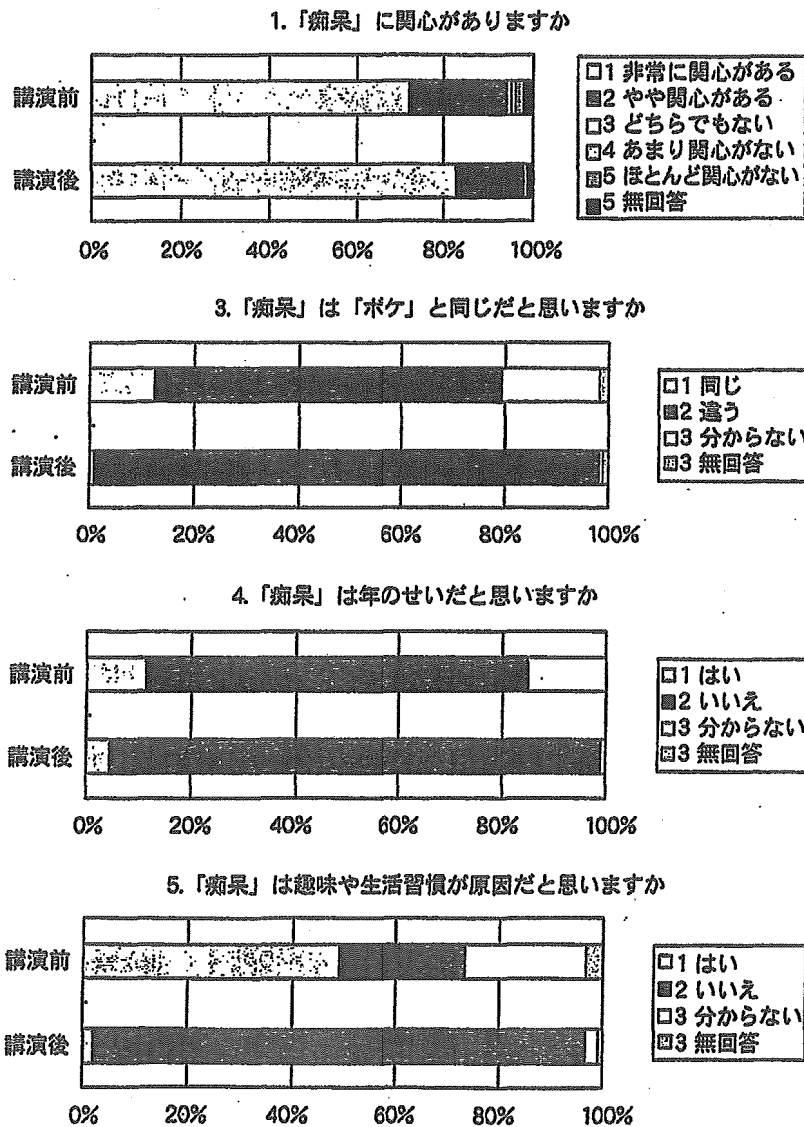 1.「痴呆」に関心がありますか
講演前
講演後
0% 20% 40% 60% 80% 100%
□1 非常に関心がある
■2 やや関心がある
□3 どちらでもない
□4 あまり関心がない
■5 ほとんど関心がない
■5 無回答
3.「痴呆」は「ボケ」と同じだと思いますか
講演前
講演後
0% 20% 40% 60% 80% 100%
□1 同じ
■2 違う
□3 分からない
□3 無回答
4.「痴呆」は年のせいだと思いますか
講演前
講演後
0% 20% 40% 60% 80% 100%
□1 はい
■2 いいえ
□3 分からない
□3 無回答
5.「痴呆」は趣味や生活習慣が原因だと思いますか
講演前
講演後
0% 20% 40% 60% 80% 100%
□1 はい
■2 いいえ
□3 分からない
□3 無回答